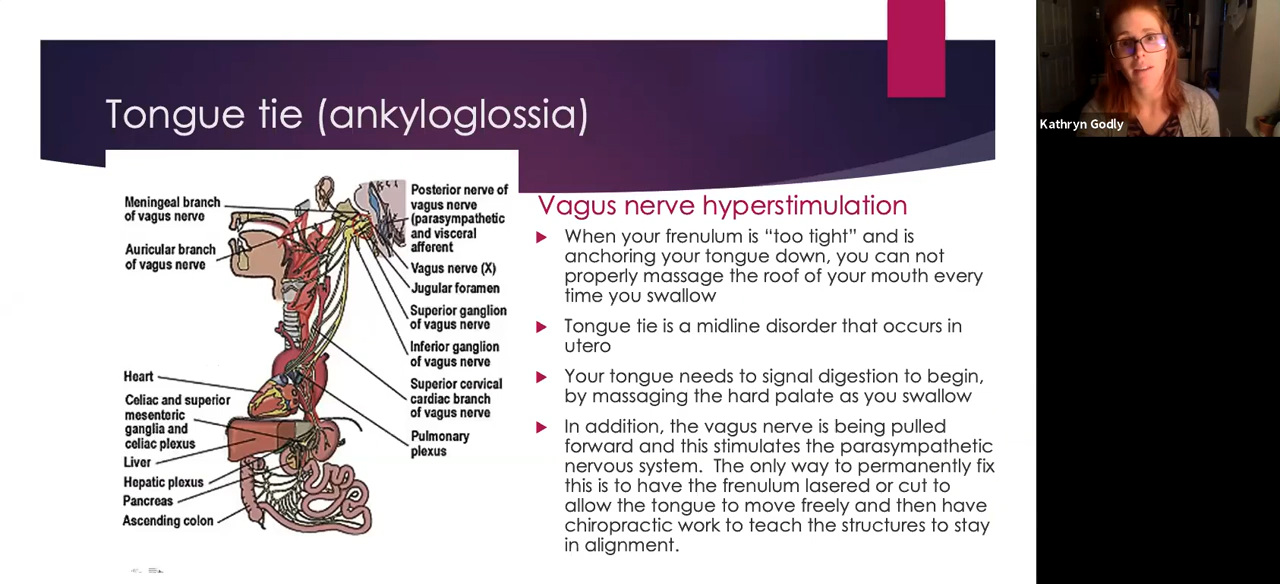 Tongue tie (ankyloglossia)
Kathryn Godly
Meningeal branch
of vagus nerve
Auricular branch
of vagus nerve
Heart
Celiac and superior
mesenteric
ganglia and
celiac plexus
Liver
Hepatic plexus
Pancreas
Ascending colon
Posterior nerve of
vagus nerve
(parasympathetic
and visceral
afferent
Vagus nerve (X)
Jugular foramen
Superior ganglion
of vagus nerve
Inferior ganglion
of vagus nerve
Superior cervical
cardiac branch
of vagus nerve
Pulmonary
plexus
Vagus nerve hyperstimulation
When your frenulum is “too tight” and is
anchoring your tongue down, you can not
properly massage the roof of your mouth every
time you swallow
Tongue tie is a midline disorder that occurs in
utero
Your tongue needs to signal digestion to begin,
by massaging the hard palate as you swallow
In addition, the vagus nerve is being pulled
forward and this stimulates the parasympathetic
nervous system.  The only way to permanently fix
this is to have the frenulum lasered or cut to
allow the tongue to move freely and then have
chiropractic work to teach the structures to stay
in alignment.